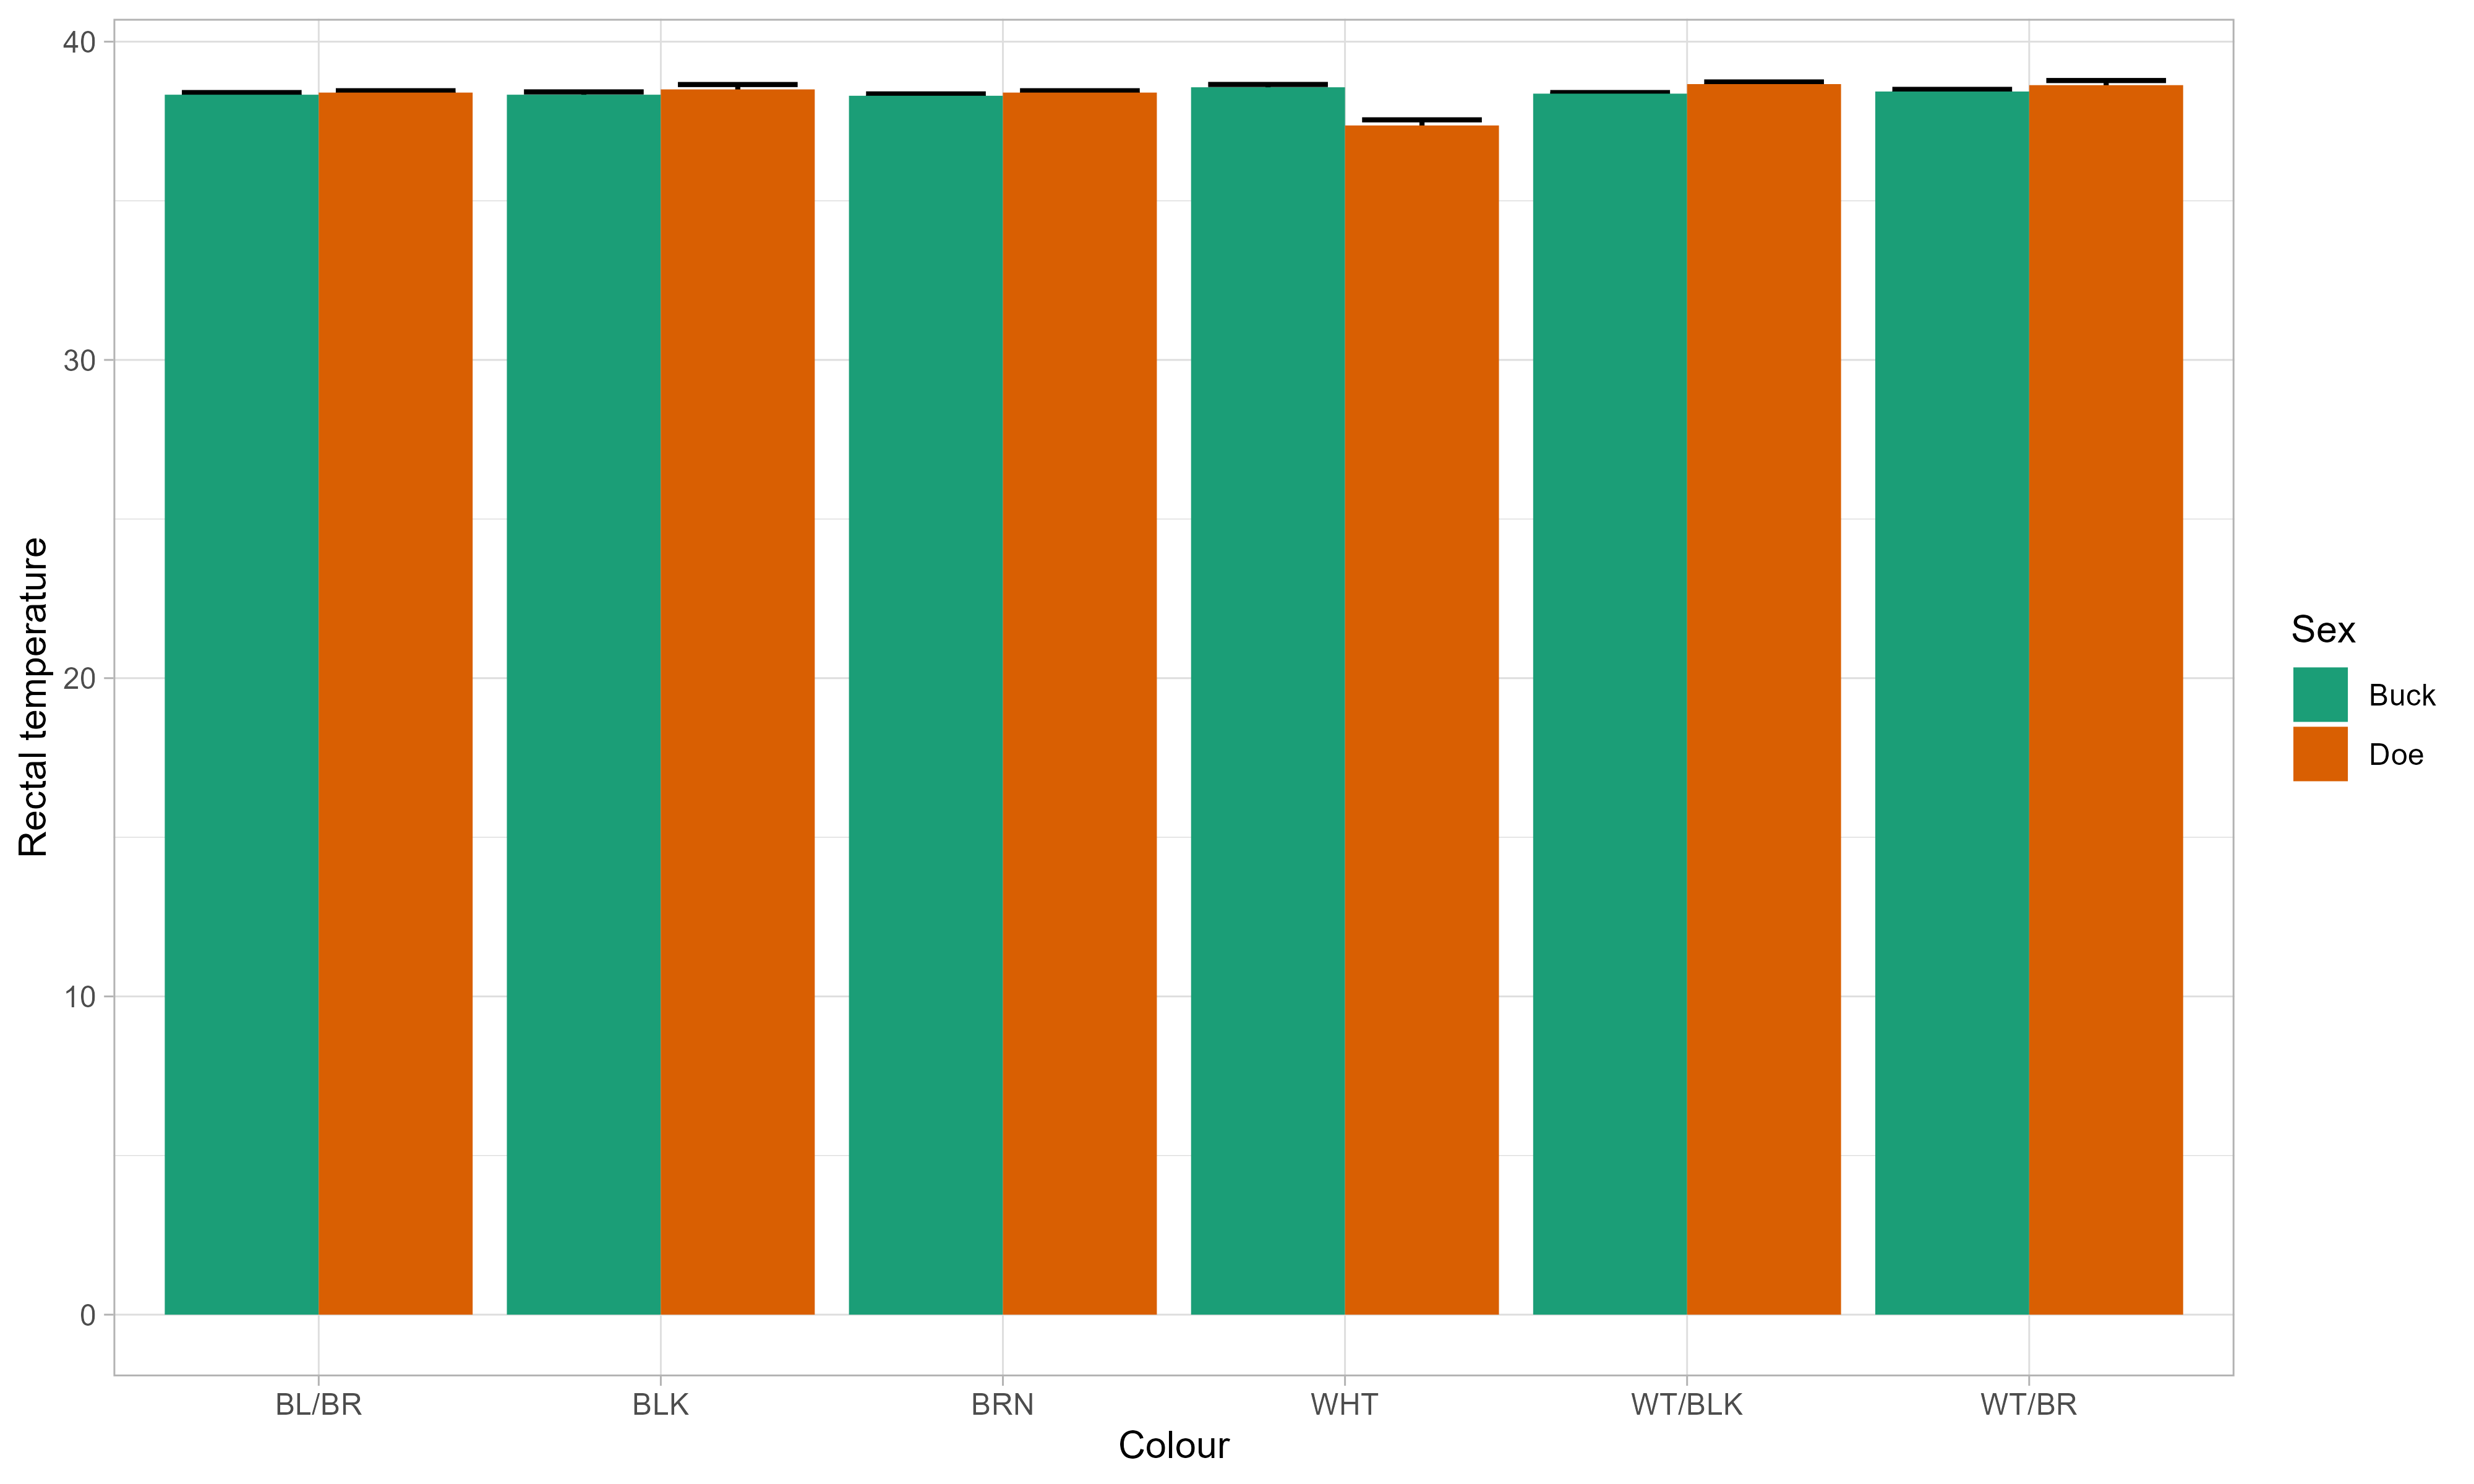 40
30
20
10
0
Rectal temperature
BL/BR
BLK
BRN
WHT
WT/BLK
WT/BR
Colour
Sex
Buck
Doe